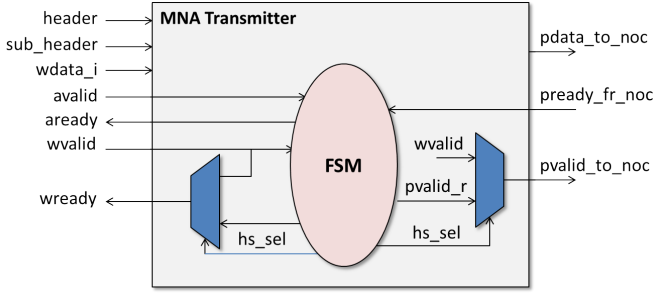 MNA Transmitter
header
sub_header
wdata_i
avalid
aready
wvalid
wready
FSM
hs_sel
wvalid
pvalid_r
hs_sel
pdata_to_noc
pready_fr_noc
pvalid_to_noc